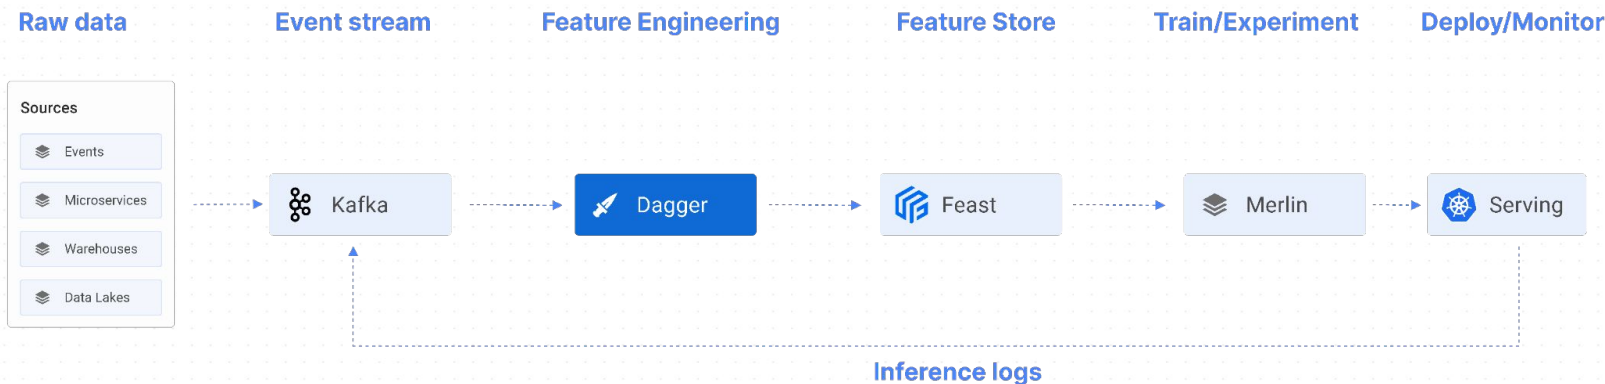 Raw data
Event stream
Feature Engineering
Feature Store
Train/Experiment
Deploy/Monitor
Sources
Events
Microservices
Warehouses
Data Lakes
Kafka
Dagger
Feast
Merlin
Serving
Inference logs